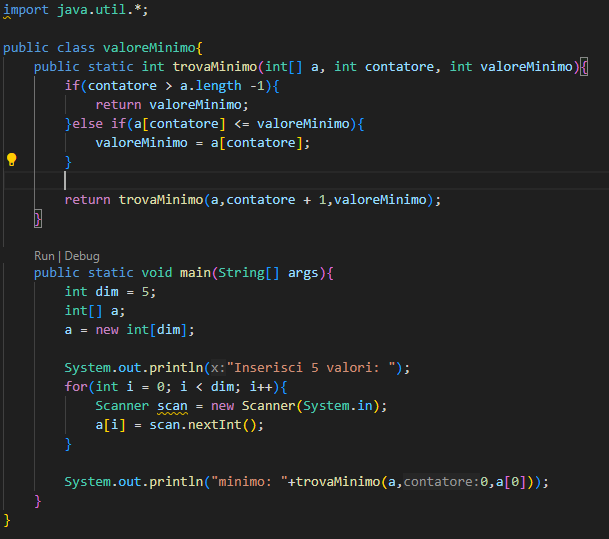 import java.util.*;
public class valoreMinimo{
public static int trovaMinimo(int[] a, int contatore, int valoreMinimo){
if(contatore > a.length -1){
return valoreMinimo;
}else if(a[contatore] <= valoreMinimo){
valoreMinimo = a[contatore];
}
return trovaMinimo(a,contatore + 1,valoreMinimo);
}
Run | Debug
public static void main(String[] args){
int dim = 5;
int[] a;
a = new int[dim];
System.out.println(x:"Inserisci 5 valori: ");
for(int i = 0; i < dim; i++){
Scanner scan = new Scanner(System.in);
a[i] = scan.nextInt();
}
System.out.println("minimo: "+trovaMinimo(a,contatore:0,a[0]));
}
}